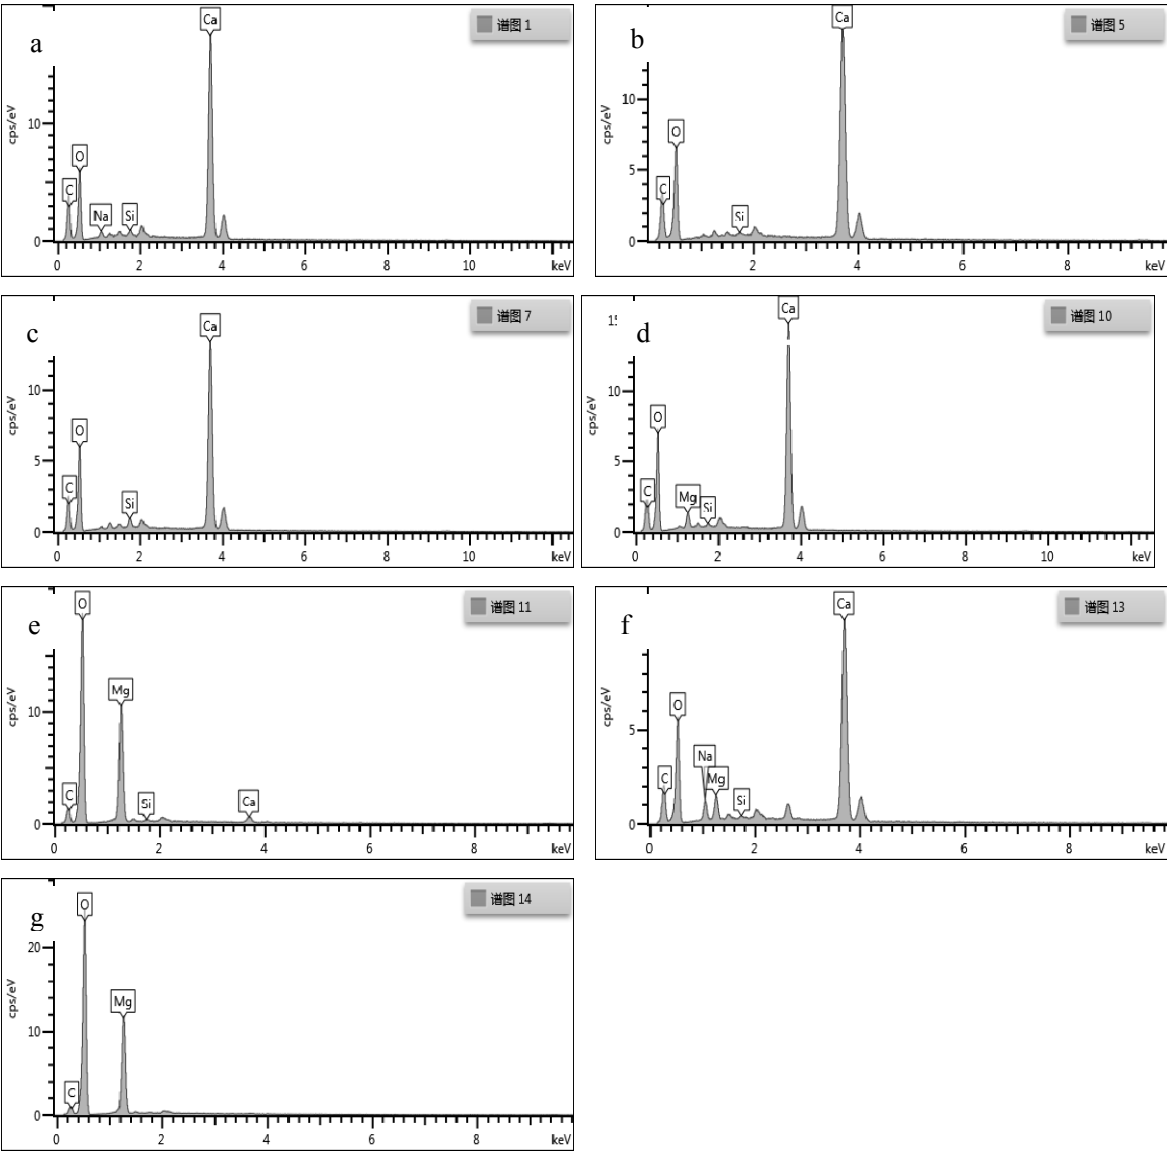 a
谱图 1
Ca
O
C
Na
Si
cps/eV
10
0
0 2 4 6 8 10 keV
b
谱图 5
Ca
O
C
Si
cps/eV
10
5
0
2 4 6 8 keV
c
谱图 7
Ca
O
C
Si
cps/eV
10
5
0
0 2 4 6 8 10 keV
d
谱图 10
Ca
O
C
Mg
Si
cps/eV
15
10
5
0
0 2 4 6 8 10 keV
e
谱图 11
O
Mg
C
Si
Ca
cps/eV
10
0
0 2 4 6 8 keV
f
谱图 13
Ca
O
Na
C
Mg
Si
cps/eV
5
0
0 2 4 6 8 keV
g
谱图 14
O
Mg
C
cps/eV
20
10
0
0 2 4 6 8 keV